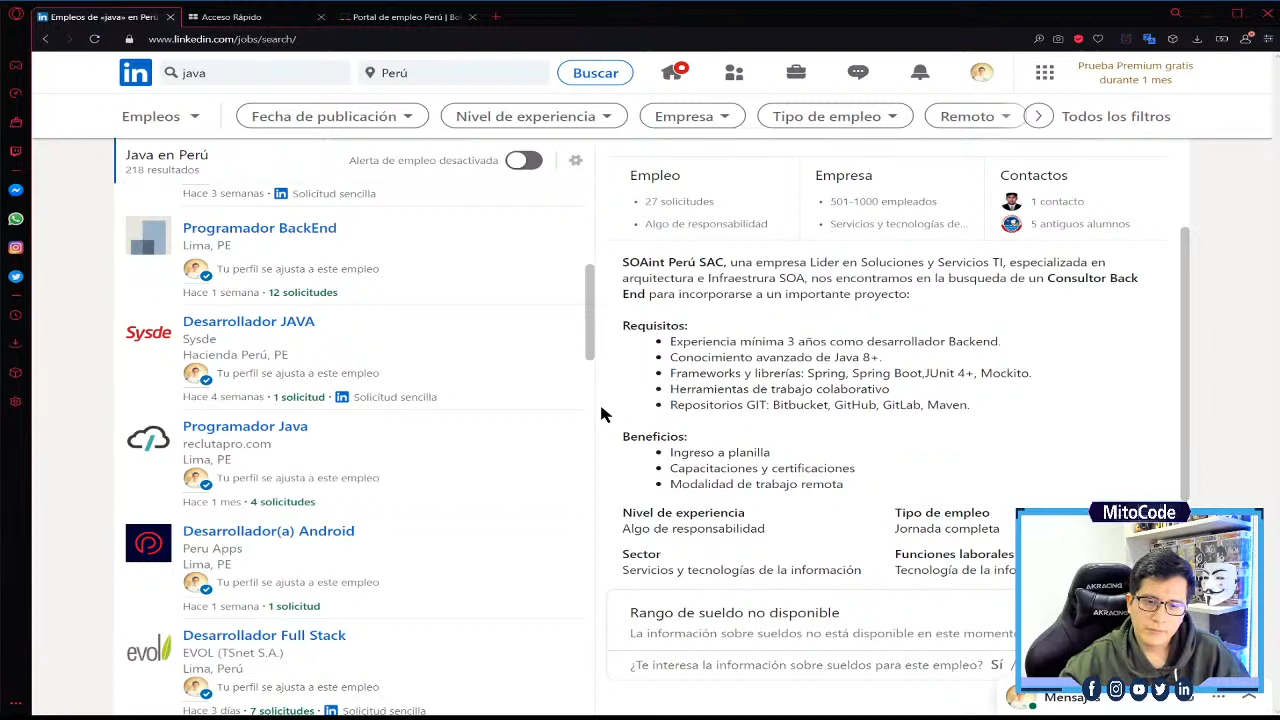 Empleos de «java» en Perú
Acceso Rápido
Portal de empleo Perú | Bol
www.linkedin.com/jobs/search/
in
java
Perú
Buscar
Prueba Premium gratis
durante 1 mes
Empleos
Fecha de publicación
Nivel de experiencia
Empresa
Tipo de empleo
Remoto
Todos los filtros
Java en Perú
218 resultados
Alerta de empleo desactivada
Hace 3 semanas • in Solicitud sencilla
Programador BackEnd
Lima, PE
Tu perfil se ajusta a este empleo
Hace 1 semana • 12 solicitudes
Sysde
Desarrollador JAVA
Sysde
Hacienda Perú, PE
Tu perfil se ajusta a este empleo
Hace 4 semanas • 1 solicitud • in Solicitud sencilla
Programador Java
reclutapro.com
Lima, PE
Tu perfil se ajusta a este empleo
Hace 1 mes • 4 solicitudes
Desarrollador(a) Android
Peru Apps
Lima, PE
Tu perfil se ajusta a este empleo
Hace 1 semana • 1 solicitud
evol
Desarrollador Full Stack
EVOL (TSnet S.A.)
Lima, Perú
Tu perfil se ajusta a este empleo
Hace 3 días • 7 solicitudes • in Solicitud sencilla
Empleo
• 27 solicitudes
• Algo de responsabilidad
Empresa
• 501-1000 empleados
• Servicios y tecnologías de...
Contactos
1 contacto
5 antiguos alumnos
SOAint Perú SAC, una empresa Lider en Soluciones y Servicios TI, especializada en
arquitectura e Infraestrura SOA, nos encontramos en la busqueda de un Consultor Back
End para incorporarse a un importante proyecto:
Requisitos:
• Experiencia mínima 3 años como desarrollador Backend.
• Conocimiento avanzado de Java 8+.
• Frameworks y librerías: Spring, Spring Boot,JUnit 4+, Mockito.
• Herramientas de trabajo colaborativo
• Repositorios GIT: Bitbucket, GitHub, GitLab, Maven.
Beneficios:
• Ingreso a planilla
• Capacitaciones y certificaciones
• Modalidad de trabajo remota
Nivel de experiencia
Algo de responsabilidad
Tipo de empleo
Jornada completa
Sector
Servicios y tecnologías de la información
Funciones laborales
Tecnología de la info
Rango de sueldo no disponible
La información sobre sueldos no está disponible en este momento
¿Te interesa la información sobre sueldos para este empleo? Sí /
MitoCode
AKRACING
AKRACING
Mensajes